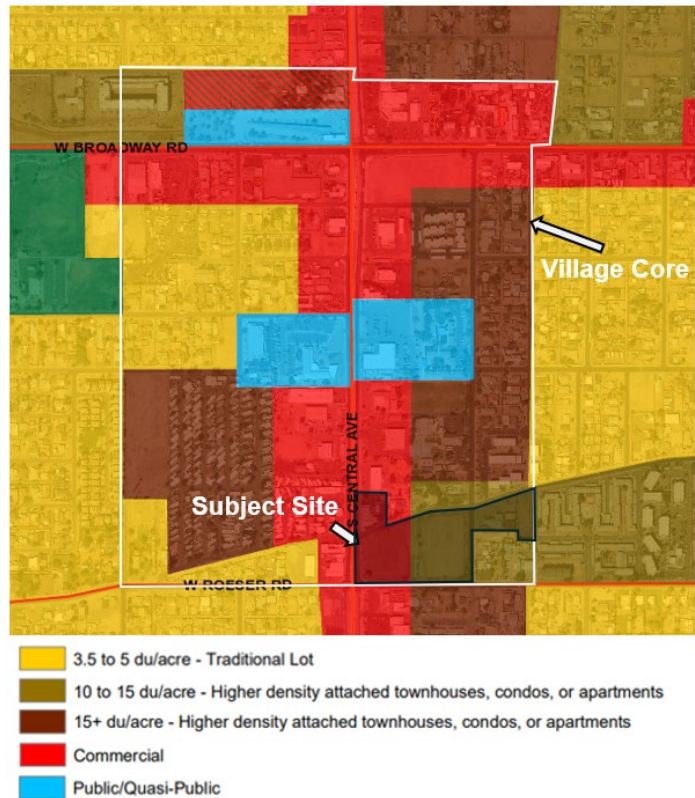 W BROADWAY RD
Village Core
S CENTRAL AVE
Subject Site
W ROESER RD
3.5 to 5 du/acre - Traditional Lot
10 to 15 du/acre - Higher density attached townhouses, condos, or apartments
15+ du/acre - Higher density attached townhouses, condos, or apartments
Commercial
Public/Quasi-Public